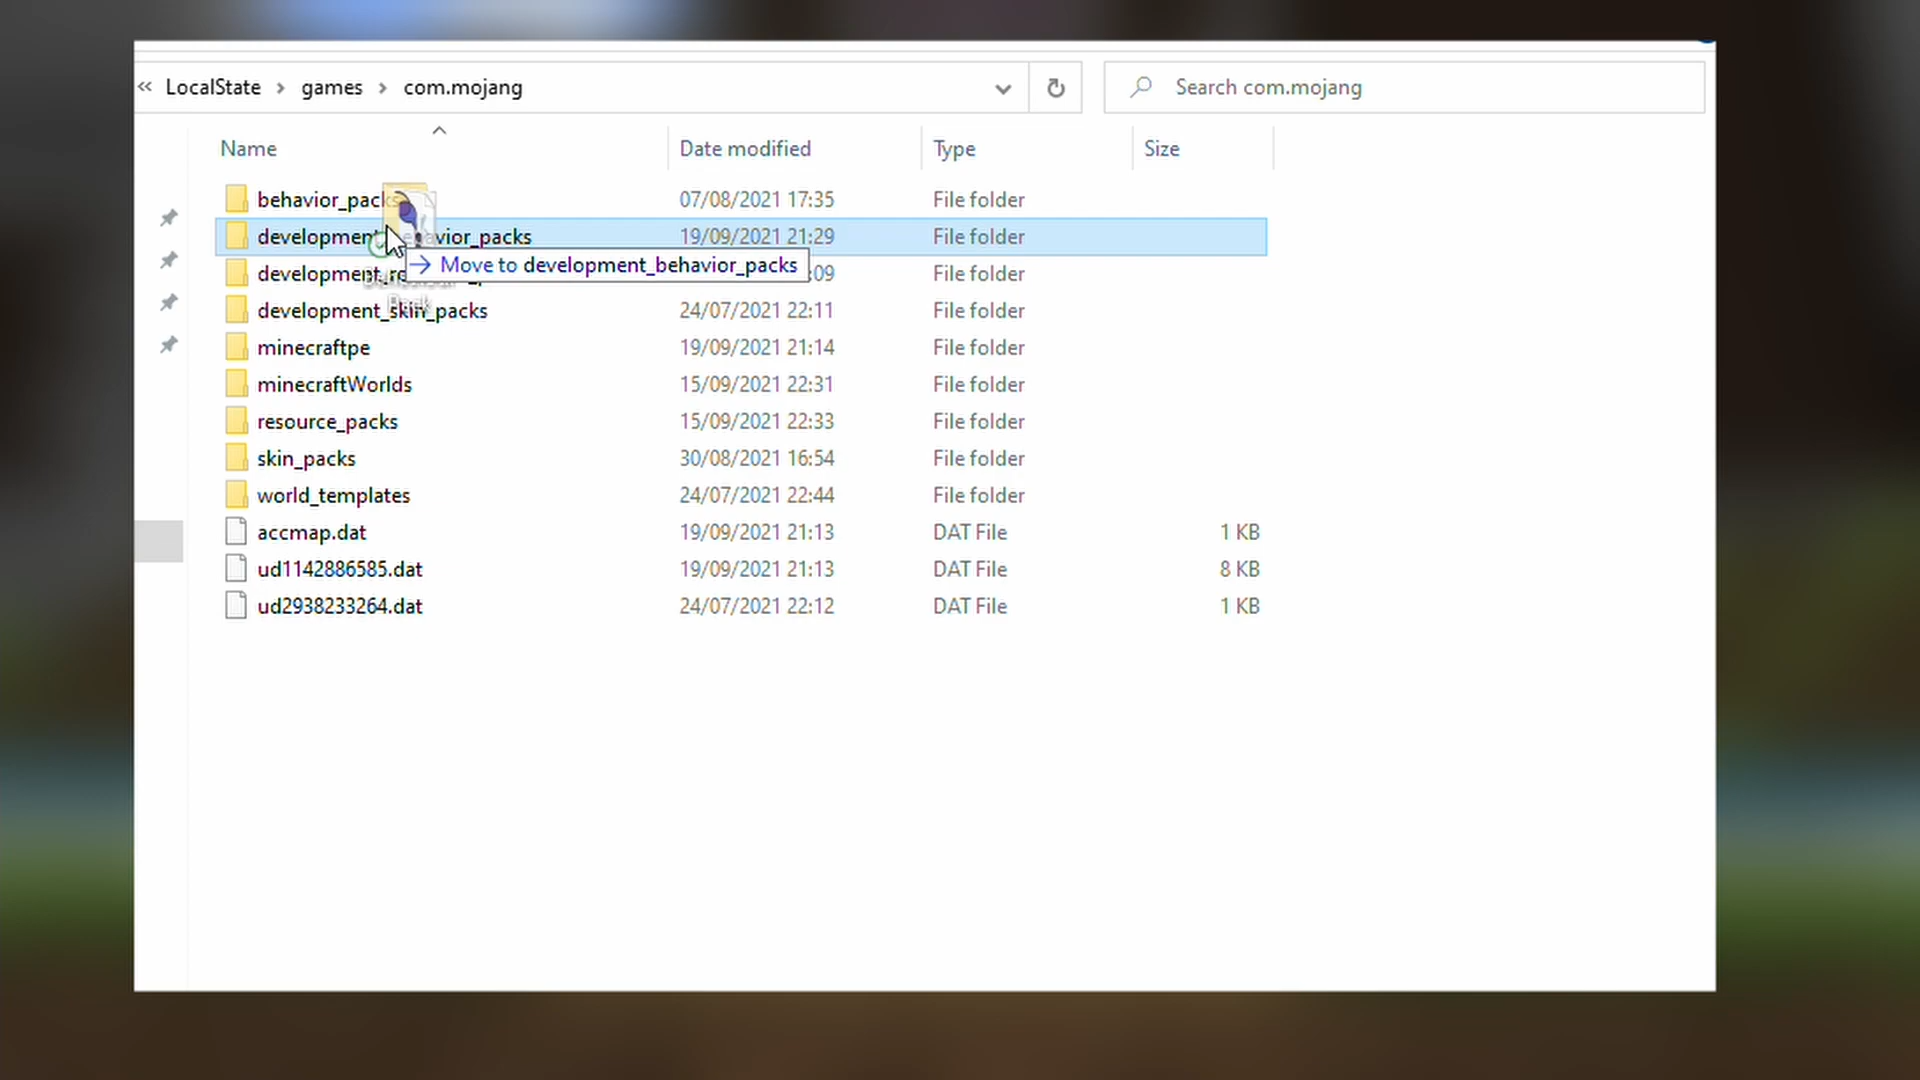 « LocalState > games > com.mojang
Search com.mojang
Name Date modified Type Size
behavior_packs 07/08/2021 17:35 File folder
development_behavior_packs 19/09/2021 21:29 File folder
Move to development_behavior_packs
:09 File folder
Pack
development_skin_packs 24/07/2021 22:11 File folder
minecraftpe 19/09/2021 21:14 File folder
minecraftWorlds 15/09/2021 22:31 File folder
resource_packs 15/09/2021 22:33 File folder
skin_packs 30/08/2021 16:54 File folder
world_templates 24/07/2021 22:44 File folder
accmap.dat 19/09/2021 21:13 DAT File 1 KB
ud1142886585.dat 19/09/2021 21:13 DAT File 8 KB
ud2938233264.dat 24/07/2021 22:12 DAT File 1 KB